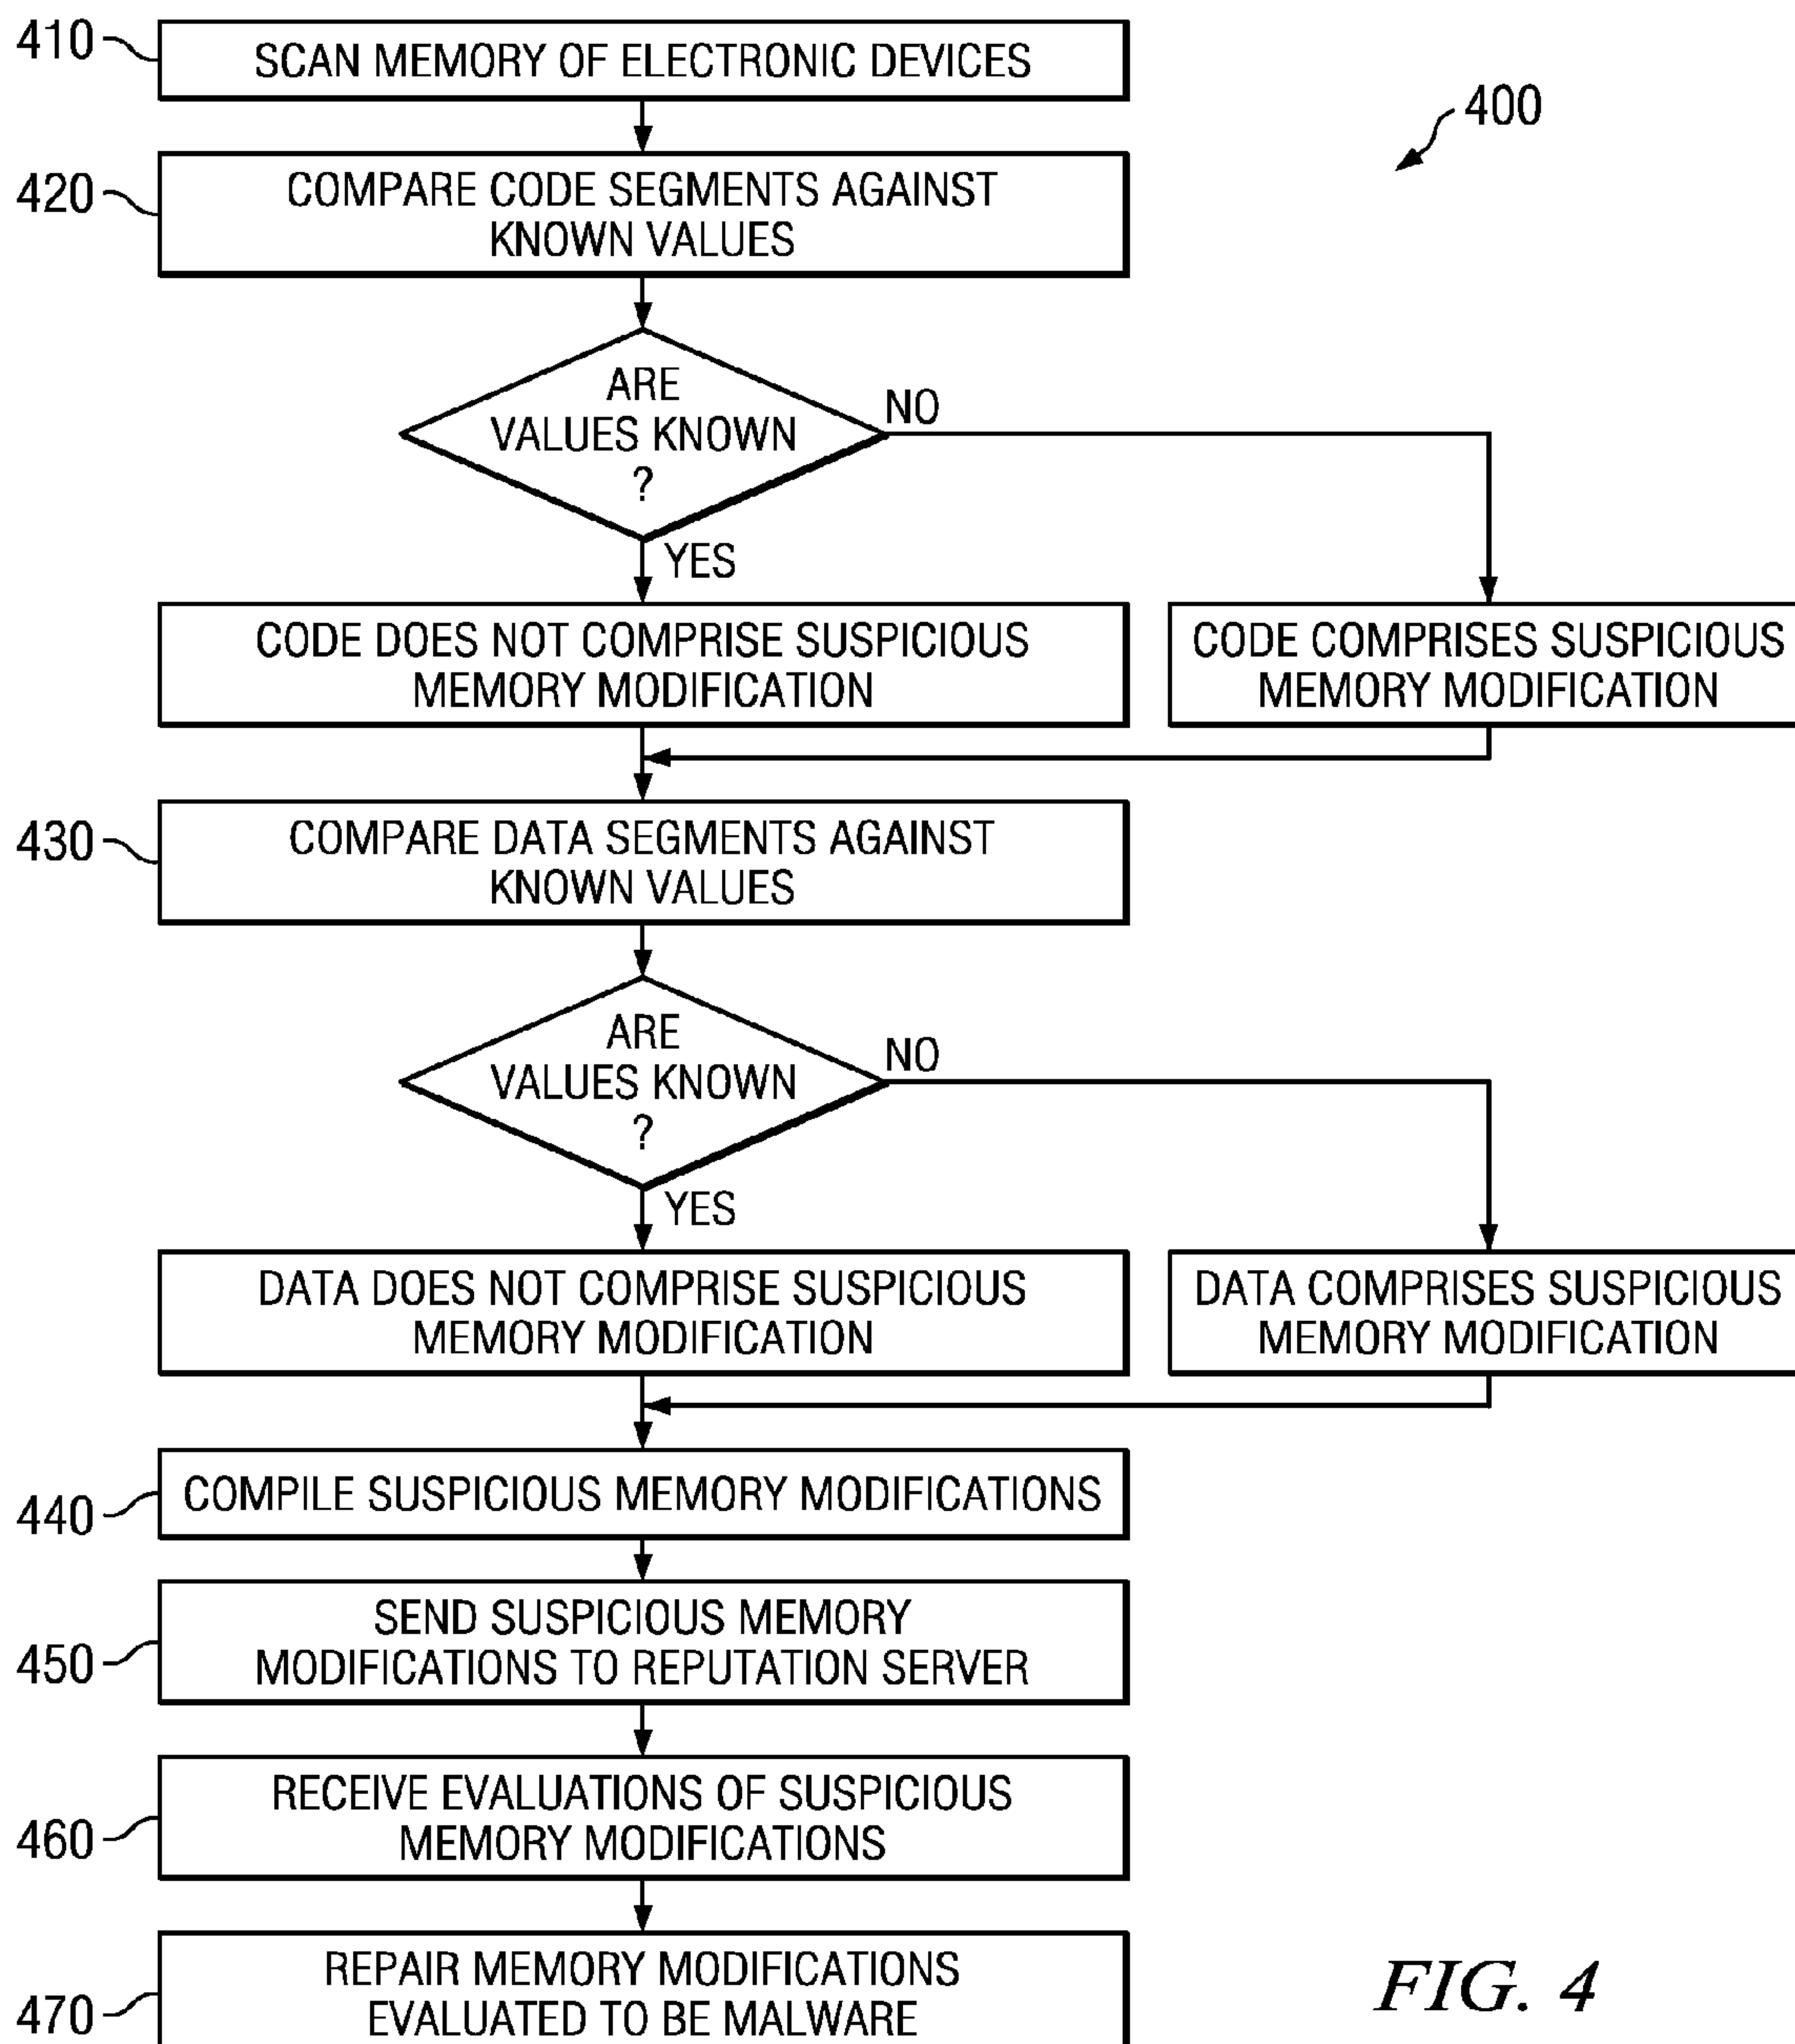 410
SCAN MEMORY OF ELECTRONIC DEVICES
400
420
COMPARE CODE SEGMENTS AGAINST
KNOWN VALUES
ARE
VALUES KNOWN
?
NO
YES
CODE DOES NOT COMPRISE SUSPICIOUS
MEMORY MODIFICATION
CODE COMPRISES SUSPICIOUS
MEMORY MODIFICATION
430
COMPARE DATA SEGMENTS AGAINST
KNOWN VALUES
ARE
VALUES KNOWN
?
NO
YES
DATA DOES NOT COMPRISE SUSPICIOUS
MEMORY MODIFICATION
DATA COMPRISES SUSPICIOUS
MEMORY MODIFICATION
440
COMPILE SUSPICIOUS MEMORY MODIFICATIONS
450
SEND SUSPICIOUS MEMORY
MODIFICATIONS TO REPUTATION SERVER
460
RECEIVE EVALUATIONS OF SUSPICIOUS
MEMORY MODIFICATIONS
470
REPAIR MEMORY MODIFICATIONS
EVALUATED TO BE MALWARE
FIG. 4